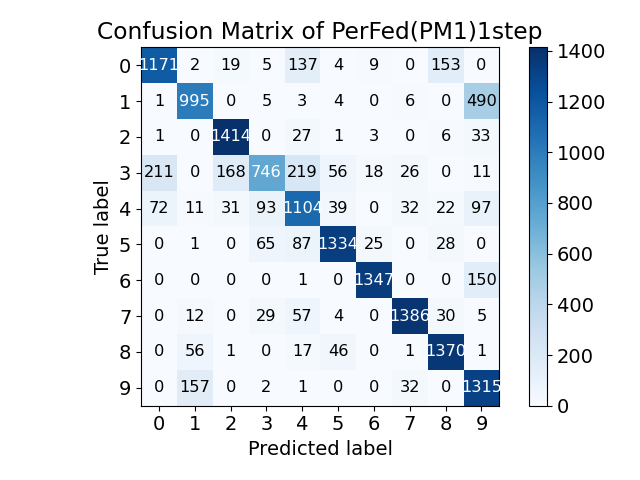 Confusion Matrix of PerFed(PM1)1step
True label
0 1171 2 19 5 137 4 9 0 153 0
1 1 995 0 5 3 4 0 6 0 490
2 1 0 1414 0 27 1 3 0 6 33
3 211 0 168 746 219 56 18 26 0 11
4 72 11 31 93 1104 39 0 32 22 97
5 0 1 0 65 87 1334 25 0 28 0
6 0 0 0 0 1 0 1347 0 0 150
7 0 12 0 29 57 4 0 1386 30 5
8 0 56 1 0 17 46 0 1 1370 1
9 0 157 0 2 1 0 0 32 0 1315
0 1 2 3 4 5 6 7 8 9
Predicted label
1400
1200
1000
800
600
400
200
0